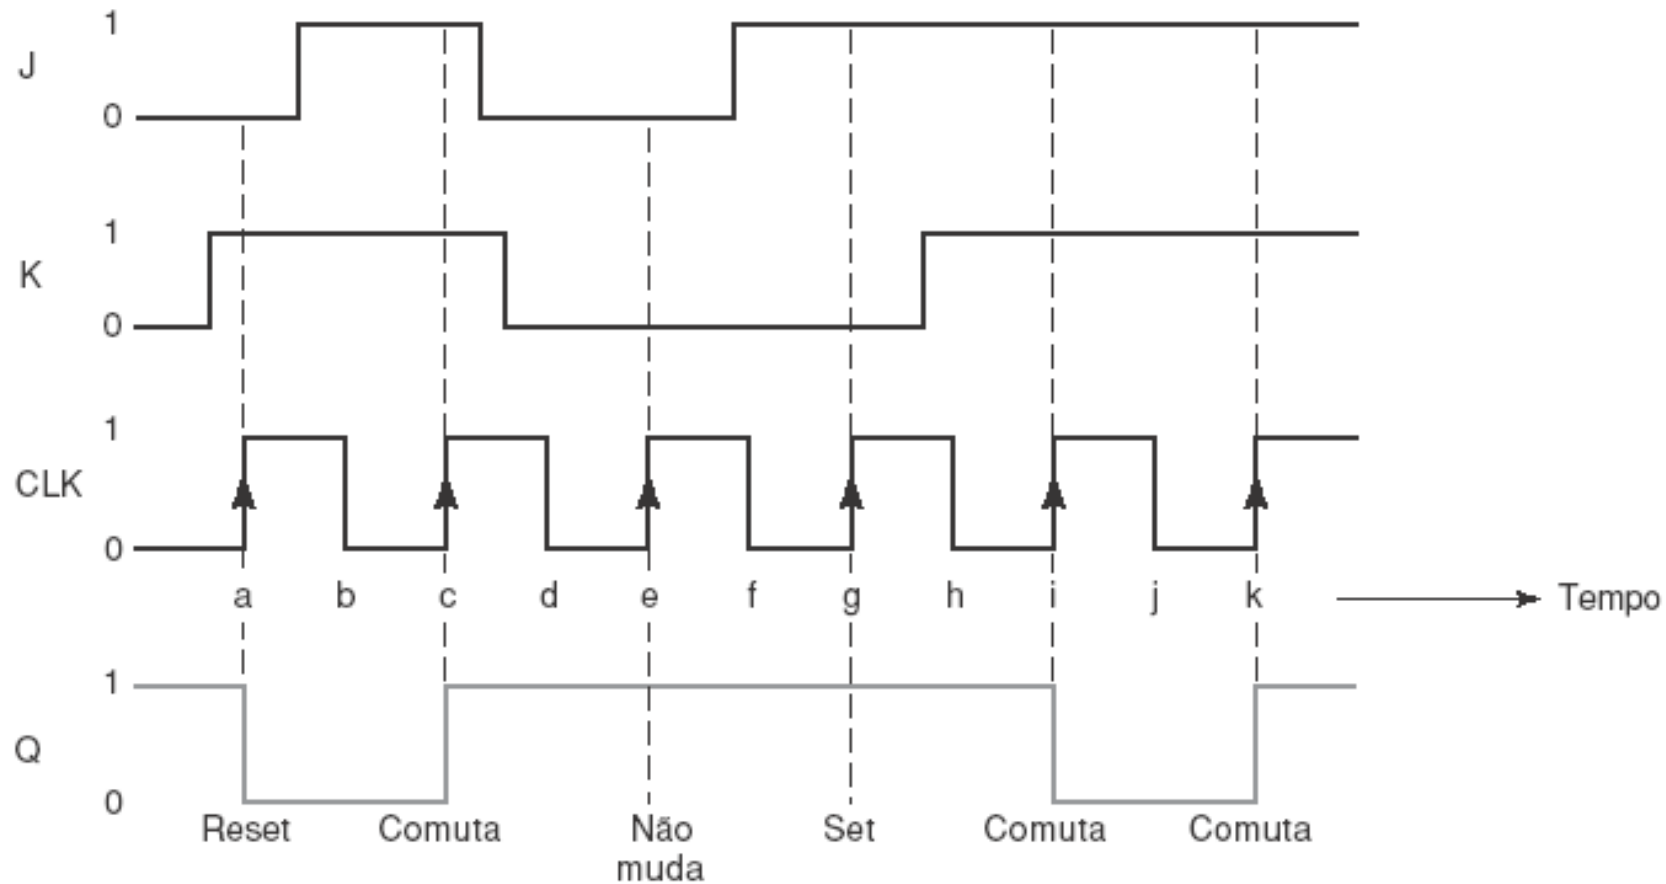 1
J
0
1
K
0
1
CLK
0
a b c d e f g h i j k Tempo
1
Q
0
Reset Comuta Não muda Set Comuta Comuta